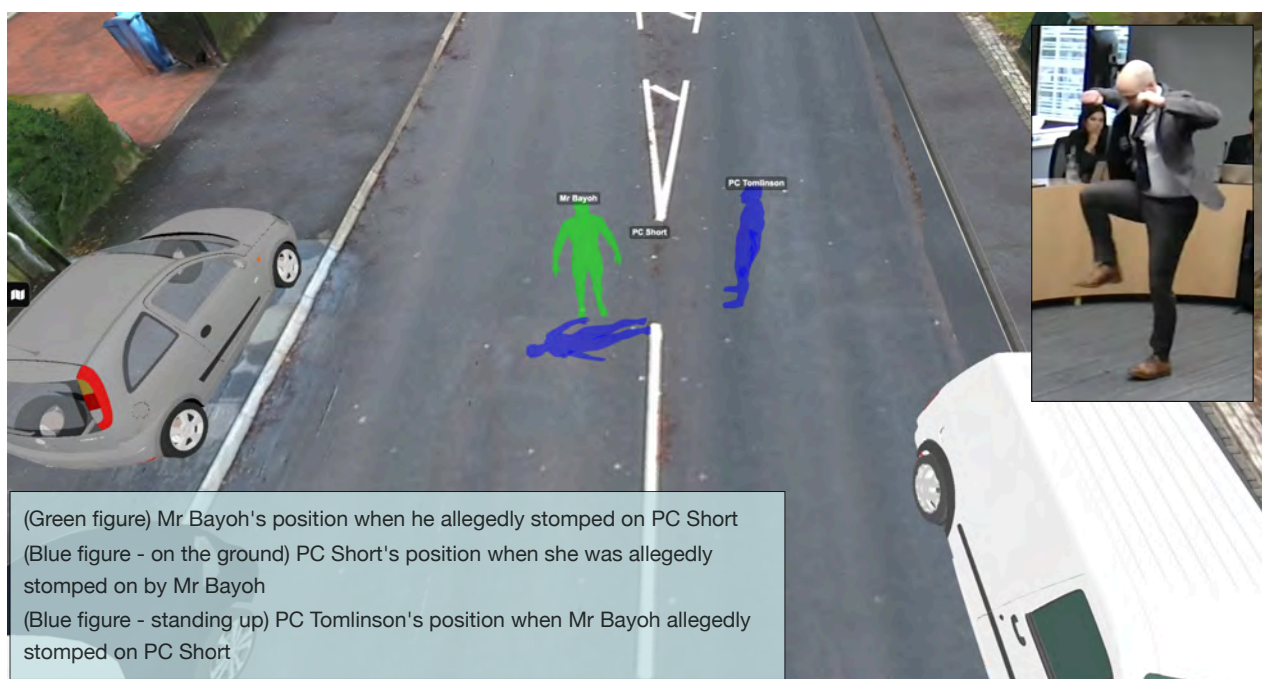 Mr Bayoh
PC Tomlinson
PC Short
(Green figure) Mr Bayoh's position when he allegedly stomped on PC Short
(Blue figure - on the ground) PC Short's position when she was allegedly
stomped on by Mr Bayoh
(Blue figure - standing up) PC Tomlinson's position when Mr Bayoh allegedly
stomped on PC Short